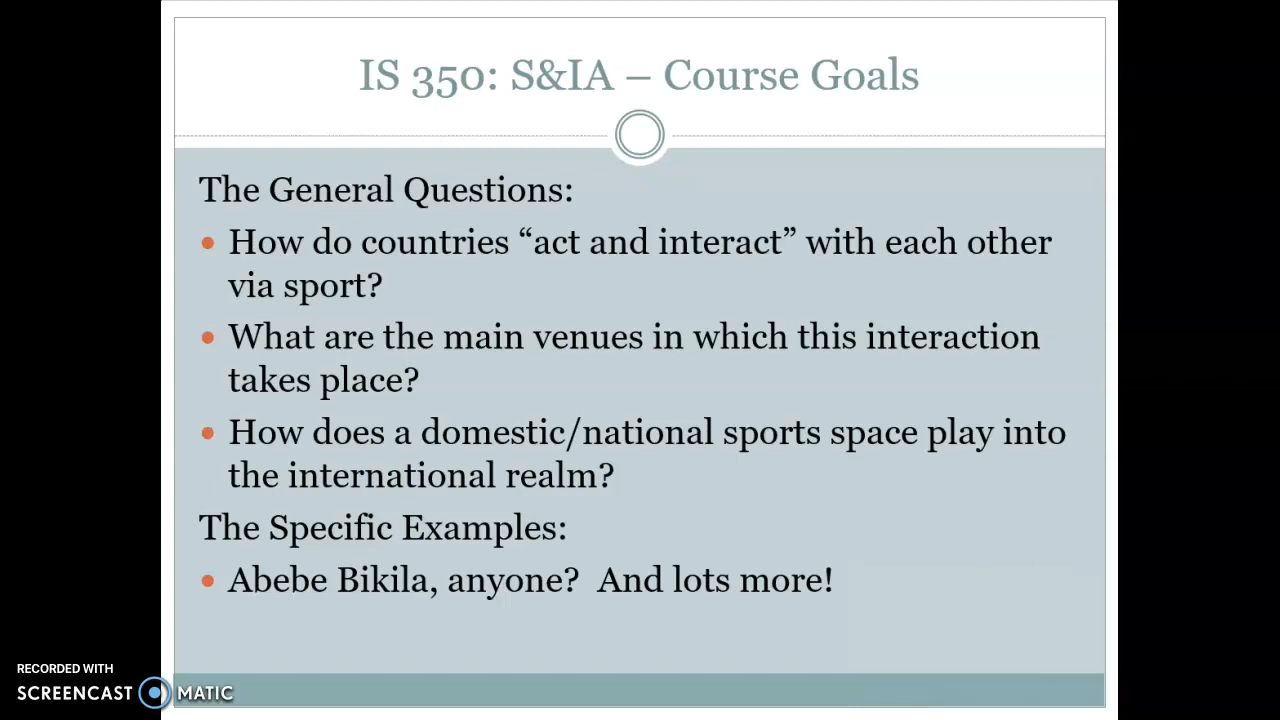 IS 350: S&IA – Course Goals
The General Questions:
• How do countries “act and interact” with each other
via sport?
• What are the main venues in which this interaction
takes place?
• How does a domestic/national sports space play into
the international realm?
The Specific Examples:
• Abebe Bikila, anyone?  And lots more!
RECORDED WITH
SCREENCAST MATIC